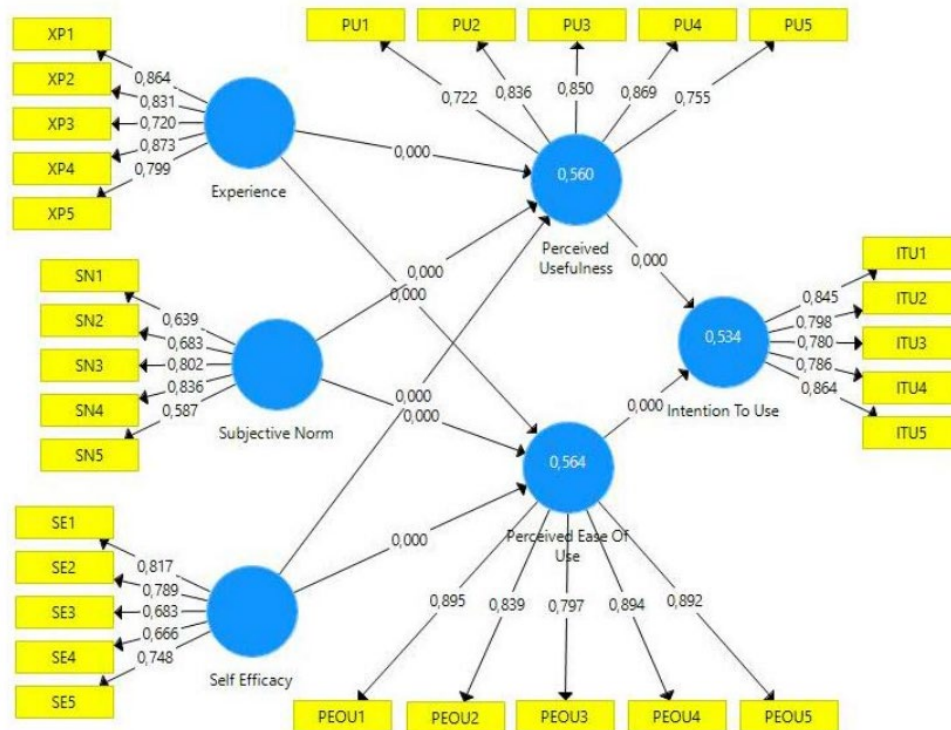 XP1
XP2
XP3
XP4
XP5
0,864
0,831
0,720
0,873
0,799
Experience
PU1
PU2
PU3
PU4
PU5
0,722
0,836
0,850
0,869
0,755
0,560
Perceived
Usefulness
0,000
0,000
0,000
0,000
SN1
SN2
SN3
SN4
SN5
0,639
0,683
0,802
0,836
0,587
Subjective Norm
0,000
0,000
ITU1
ITU2
ITU3
ITU4
ITU5
0,845
0,798
0,780
0,786
0,864
0,534
Intention To Use
0,000
0,564
Perceived Ease Of
Use
0,000
SE1
SE2
SE3
SE4
SE5
0,817
0,789
0,683
0,666
0,748
Self Efficacy
0,895
0,839
0,797
0,894
0,892
PEOU1
PEOU2
PEOU3
PEOU4
PEOU5